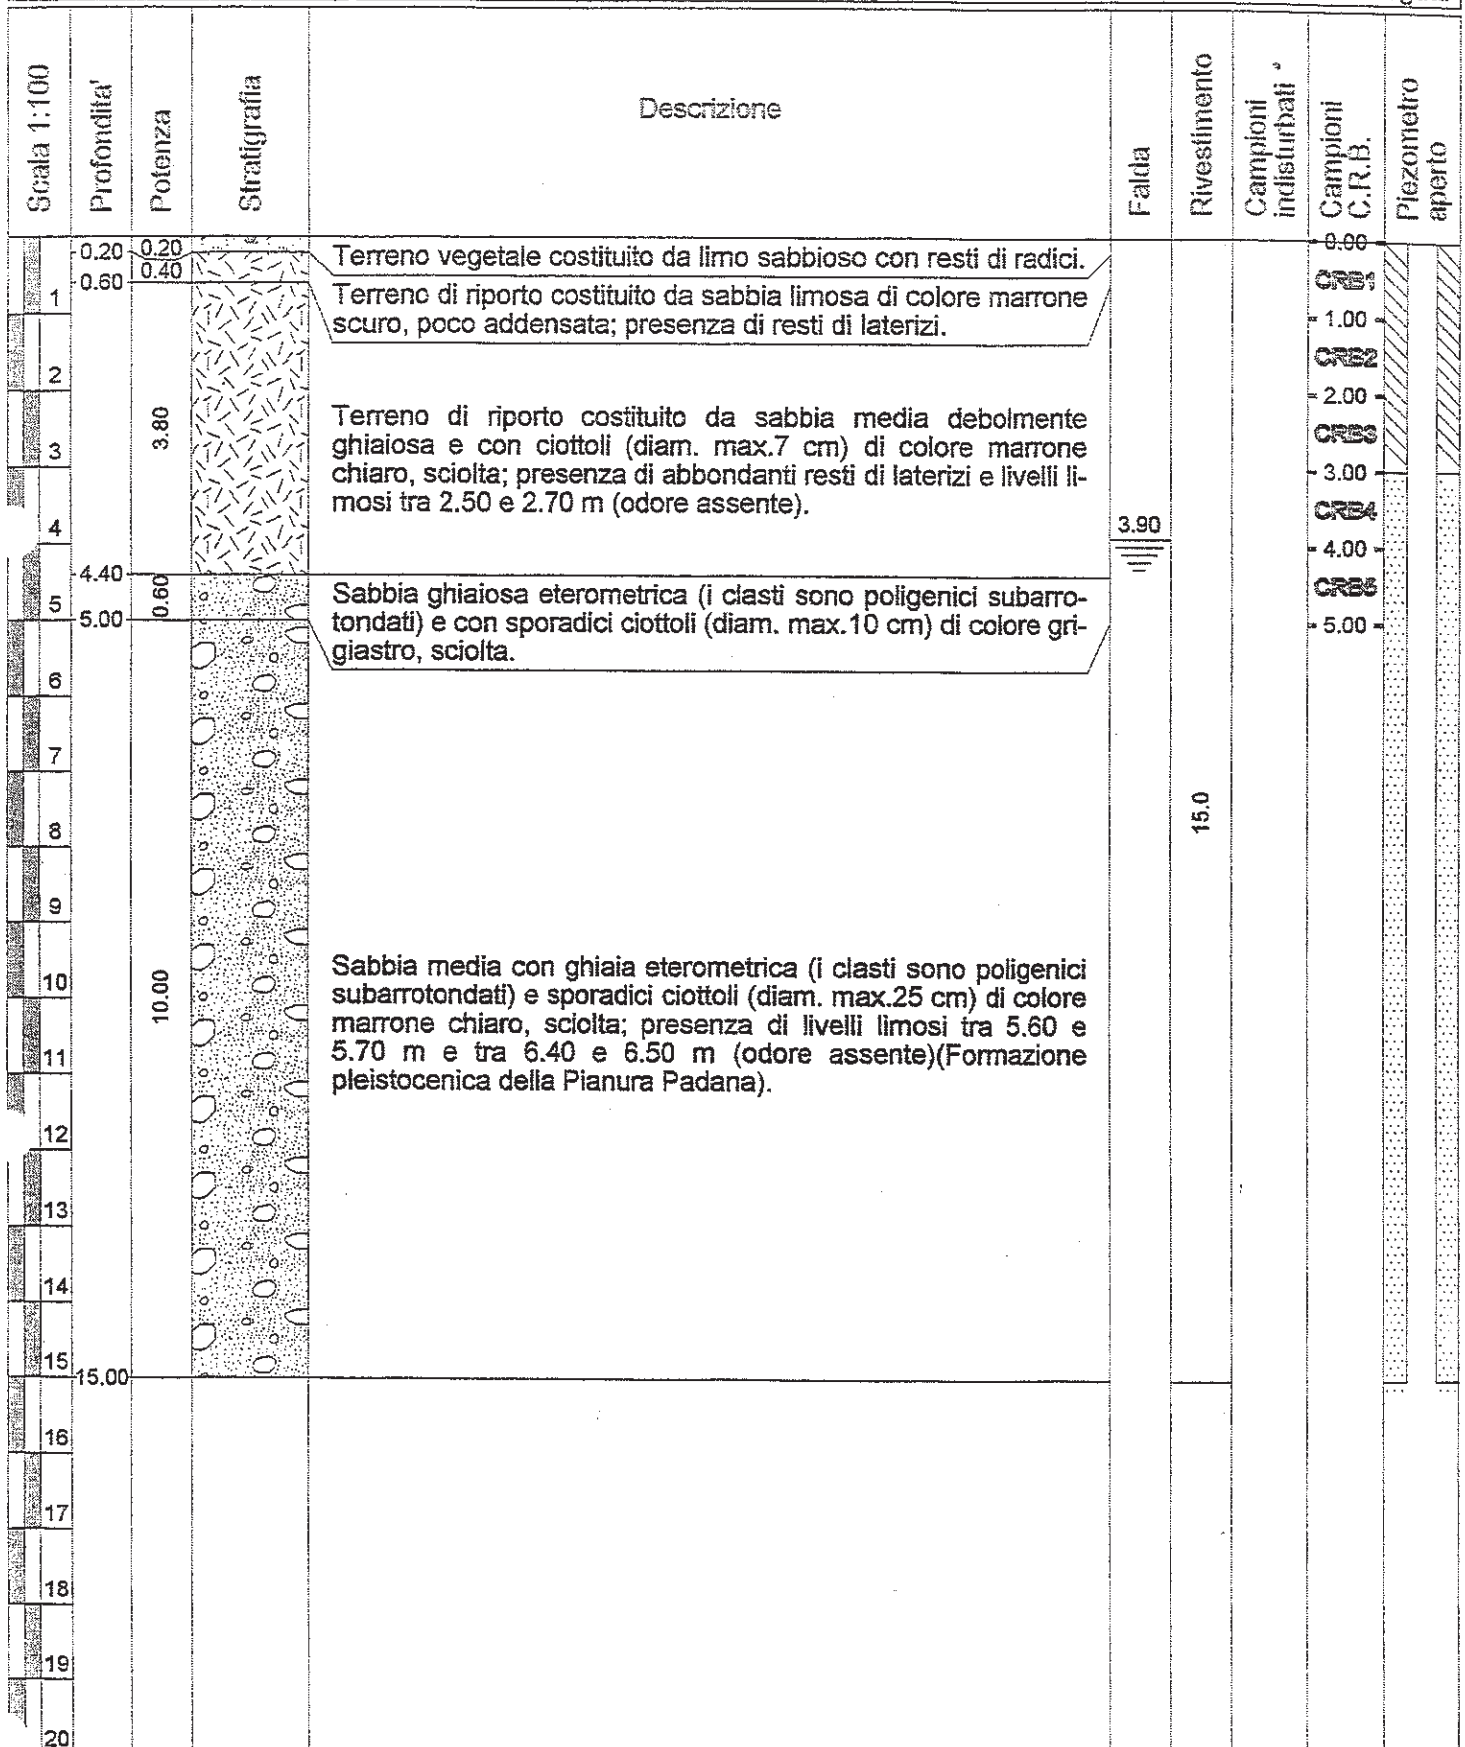 Scala 1:100
Profondita'
Potenza
Stratigrafia
Descrizione
Falda
Rivestimento
Campioni
indisturbati
Campioni
C.R.B.
Piezometro
aperto
0.20
0.20
Terreno vegetale costituito da limo sabbioso con resti di radici.
0.00
0.40
0.60
Terreno di riporto costituito da sabbia limosa di colore marrone
scuro, poco addensata; presenza di resti di laterizi.
CRB1
1
1.00
CRB2
2
2.00
3.80
Terreno di riporto costituito da sabbia media debolmente
ghiaiosa e con ciottoli (diam. max.7 cm) di colore marrone
chiaro, sciolta; presenza di abbondanti resti di laterizi e livelli li-
mosi tra 2.50 e 2.70 m (odore assente).
CRB3
3
3.00
CRB4
4
3.90
4.00
4.40
0.60
Sabbia ghiaiosa eterometrica (i clasti sono poligenici subarro-
tondati) e con sporadici ciottoli (diam. max.10 cm) di colore gri-
giastro, sciolta.
CRB5
5
5.00
5.00
6
7
8
15.0
9
10
10.00
Sabbia media con ghiaia eterometrica (i clasti sono poligenici
subarrotondati) e sporadici ciottoli (diam. max.25 cm) di colore
marrone chiaro, sciolta; presenza di livelli limosi tra 5.60 e
5.70 m e tra 6.40 e 6.50 m (odore assente)(Formazione
pleistocenica della Pianura Padana).
11
12
13
14
15
15.00
16
17
18
19
20